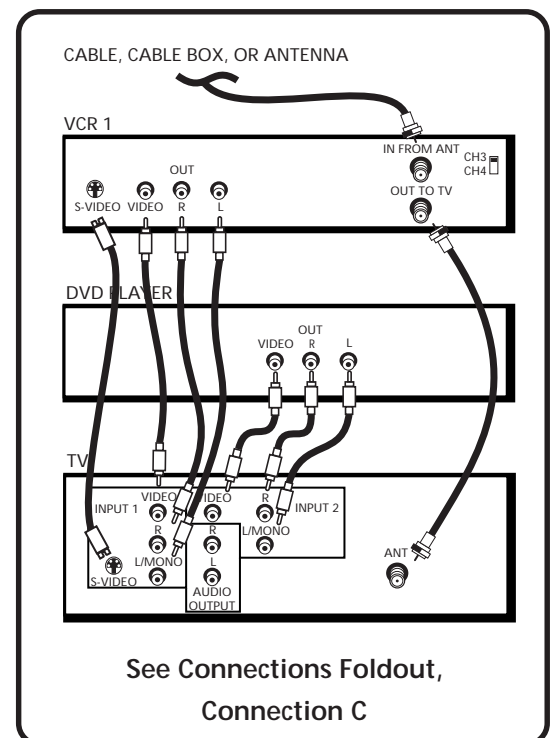 CABLE, CABLE BOX, OR ANTENNA
VCR 1
IN FROM ANT
CH3
CH4
OUT
S-VIDEO VIDEO R L
OUT TO TV
DVD PLAYER
OUT
VIDEO R L
TV
INPUT 1 VIDEO VIDEO R INPUT 2
R R L/MONO
L/MONO L
S-VIDEO
AUDIO
OUTPUT
ANT
See Connections Foldout,
Connection C